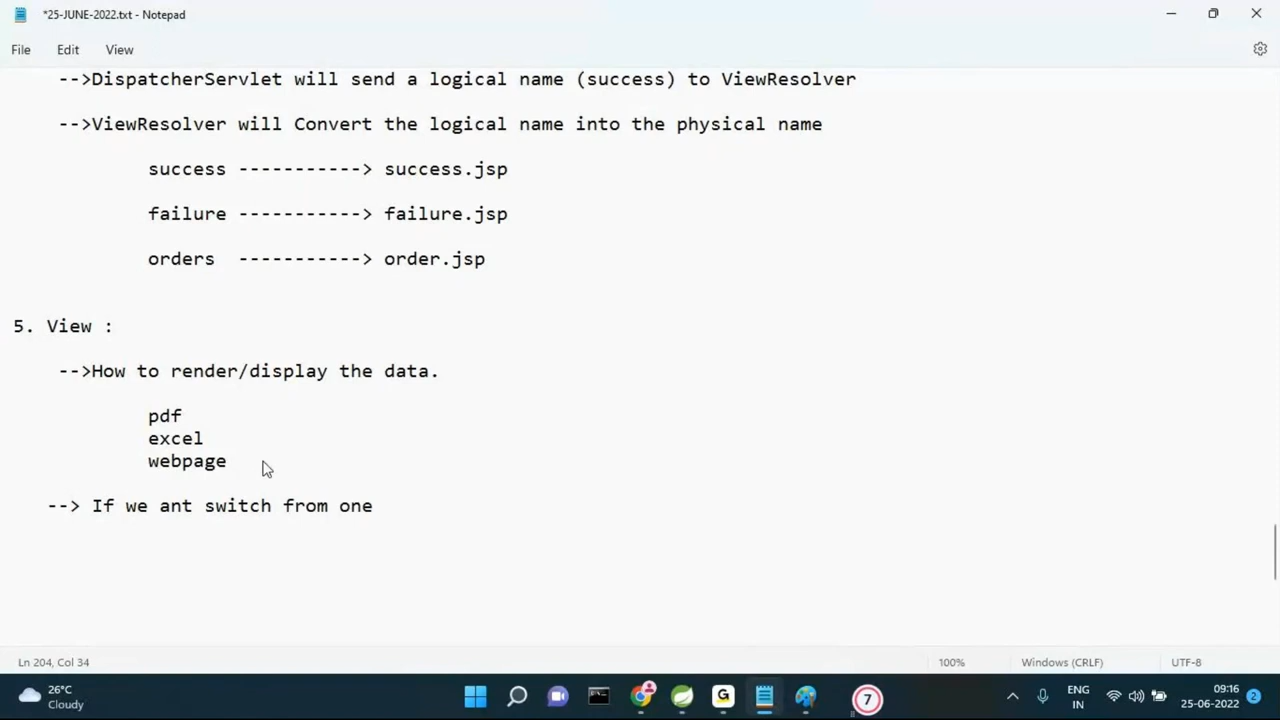 *25-JUNE-2022.txt - Notepad
File Edit View
-->DispatcherServlet will send a logical name (success) to ViewResolver
-->ViewResolver will Convert the logical name into the physical name
success -----------> success.jsp
failure -----------> failure.jsp
orders -----------> order.jsp
5. View :
-->How to render/display the data.
pdf
excel
webpage
--> If we ant switch from one
Ln 204, Col 34 100% Windows (CRLF) UTF-8
26°C
Cloudy
G
7
ENG
IN
09:16
25-06-2022
2